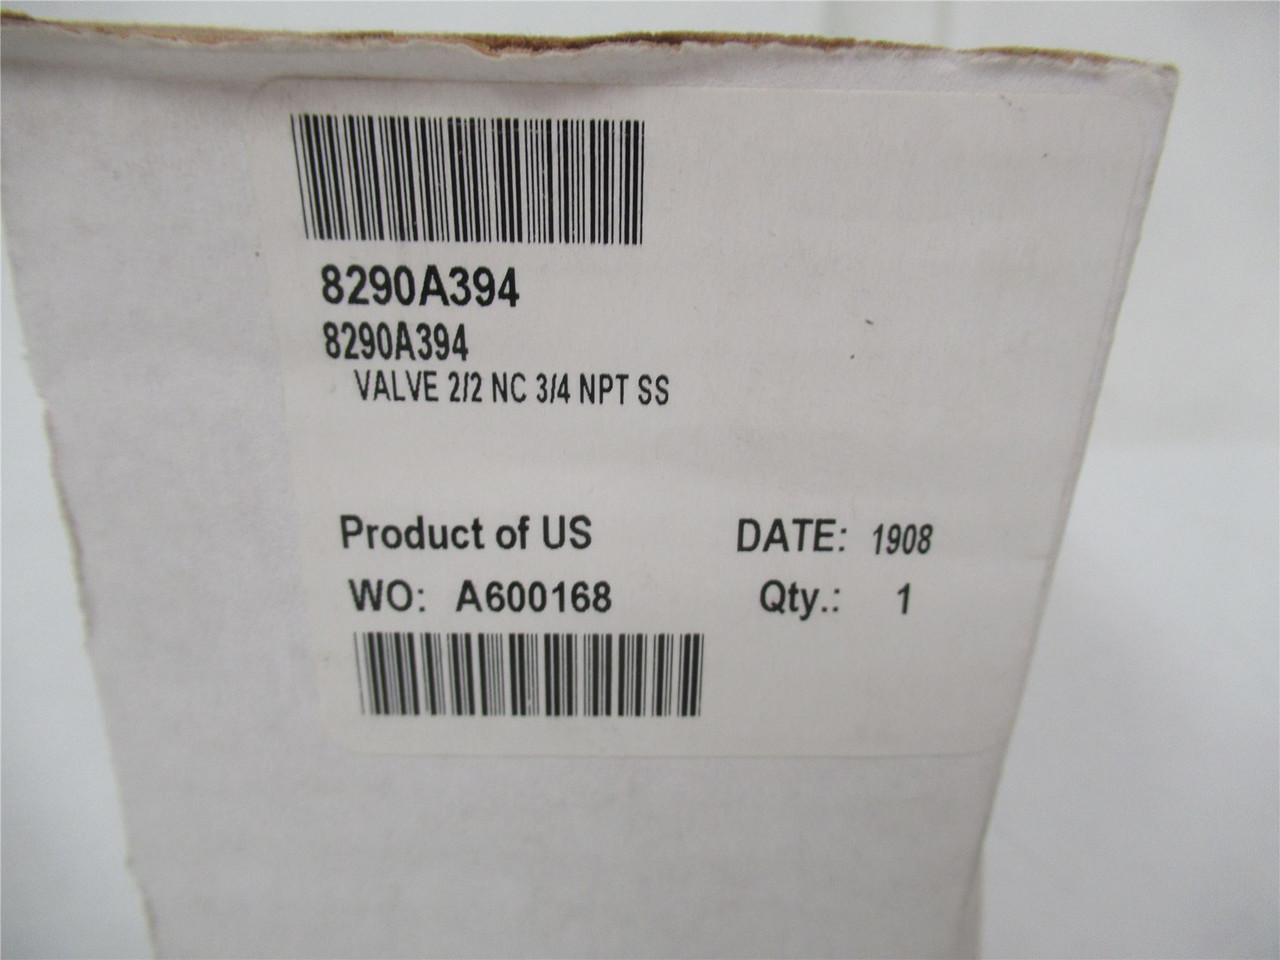 8290A394
8290A394
VALVE 2/2 NC 3/4 NPT SS
Product of US DATE: 1908
WO: A600168 Qty.: 1